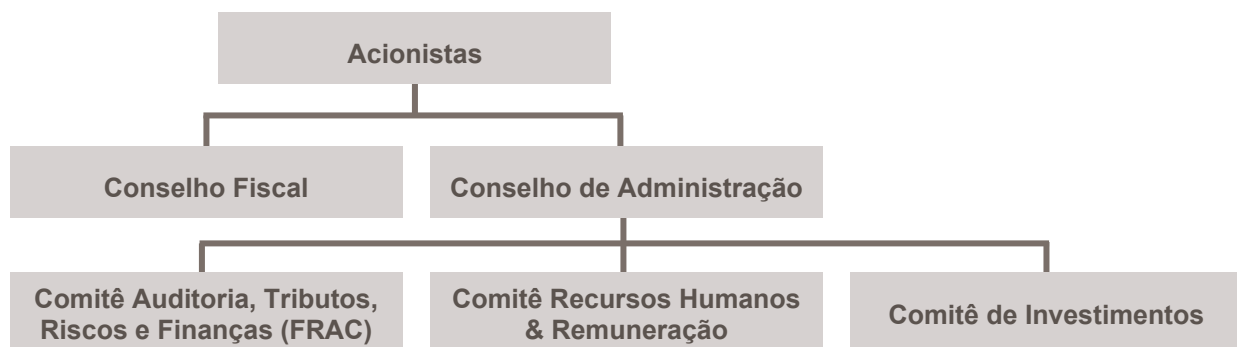 Acionistas
Conselho Fiscal
Conselho de Administração
Comitê Auditoria, Tributos,
Riscos e Finanças (FRAC)
Comitê Recursos Humanos
& Remuneração
Comitê de Investimentos